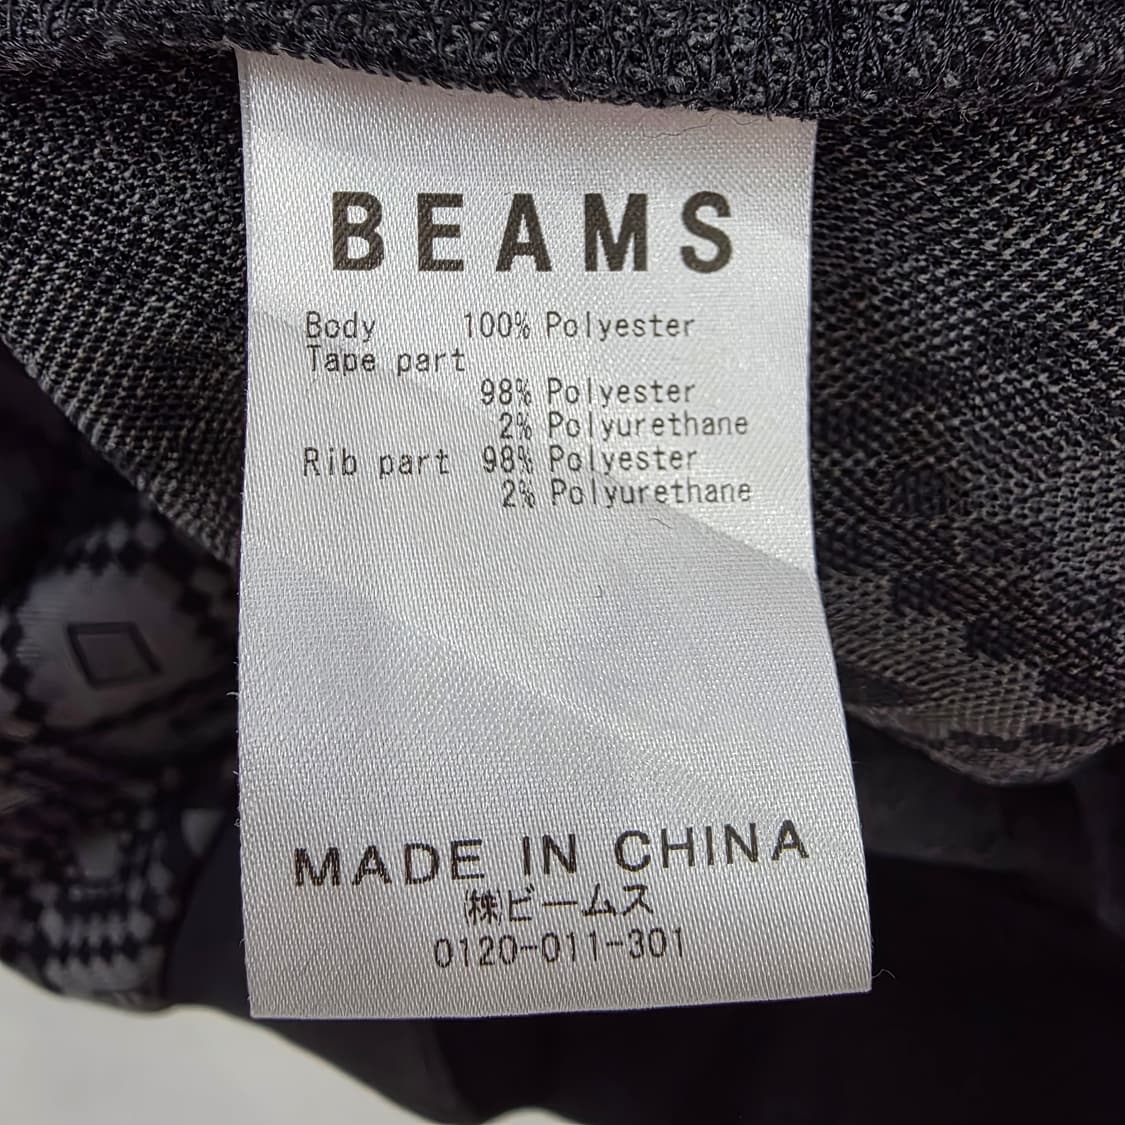 BEAMS
Body 100% Polyester
Tape part
98% Polyester
2% Polyurethane
Rib part 98% Polyester
2% Polyurethane
MADE IN CHINA
㈱ビームス
0120-011-301